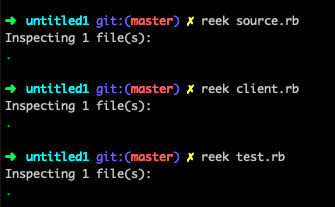 ➜ untitled1 git:(master) ✗ reek source.rb
Inspecting 1 file(s):
.
➜ untitled1 git:(master) ✗ reek client.rb
Inspecting 1 file(s):
.
➜ untitled1 git:(master) ✗ reek test.rb
Inspecting 1 file(s):
.